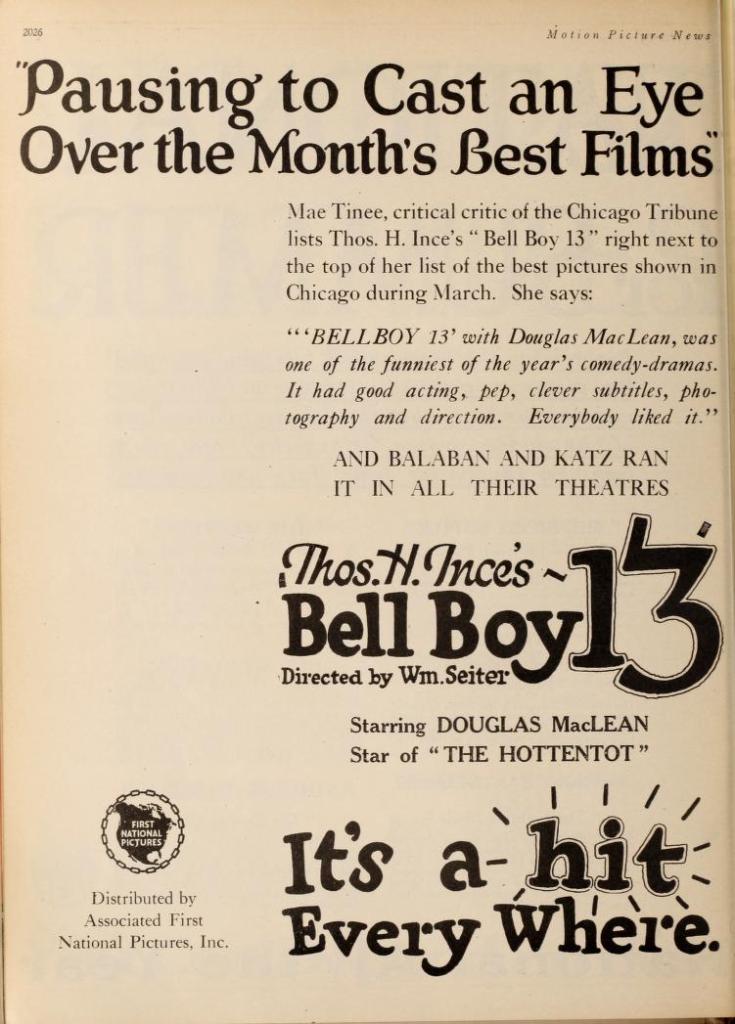 2026
Motion Picture News
"Pausing to Cast an Eye
Over the Month's Best Films"
Mae Tinee, critical critic of the Chicago Tribune
lists Thos. H. Ince's "Bell Boy 13" right next to
the top of her list of the best pictures shown in
Chicago during March. She says:
"'BELLBOY 13' with Douglas MacLean, was
one of the funniest of the year's comedy-dramas.
It had good acting, pep, clever subtitles, pho-
tography and direction. Everybody liked it."
AND BALABAN AND KATZ RAN
IT IN ALL THEIR THEATRES
Thos. H. Ince's
Bell Boy 13
Directed by Wm. Seiter
Starring DOUGLAS MacLEAN
Star of "THE HOTTENTOT"
FIRST
NATIONAL
PICTURES
Distributed by
Associated First
National Pictures, Inc.
It's a hit
Every Where.